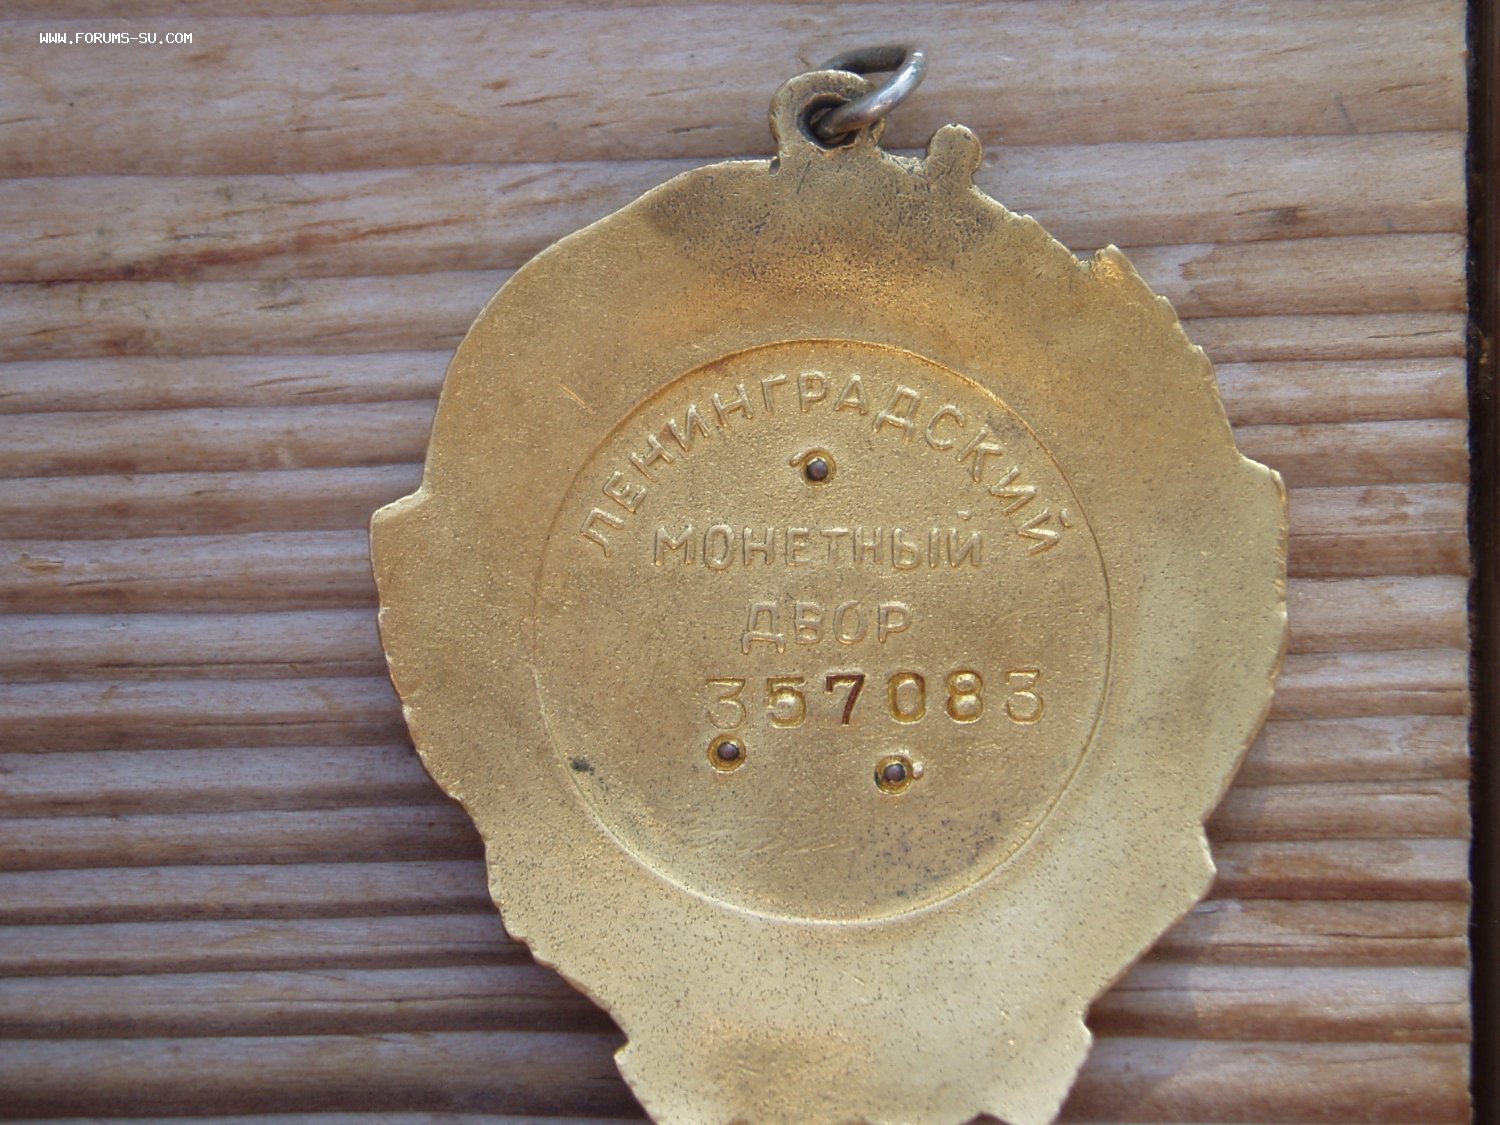 WWW.FORUMS-SU.COM
ЛЕНИНГРАДСКИЙ
МОНЕТНЫЙ
ДВОР
357083